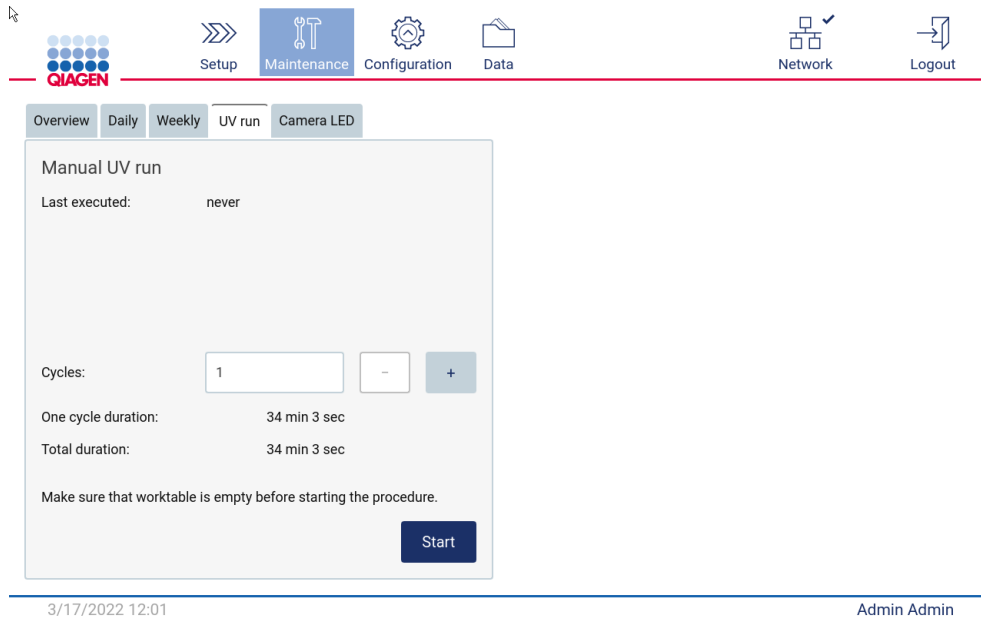 QIAGEN
Setup Maintenance Configuration Data Network Logout
Overview Daily Weekly UV run Camera LED
Manual UV run
Last executed: never
Cycles: 1 - +
One cycle duration: 34 min 3 sec
Total duration: 34 min 3 sec
Make sure that worktable is empty before starting the procedure.
Start
3/17/2022 12:01 Admin Admin